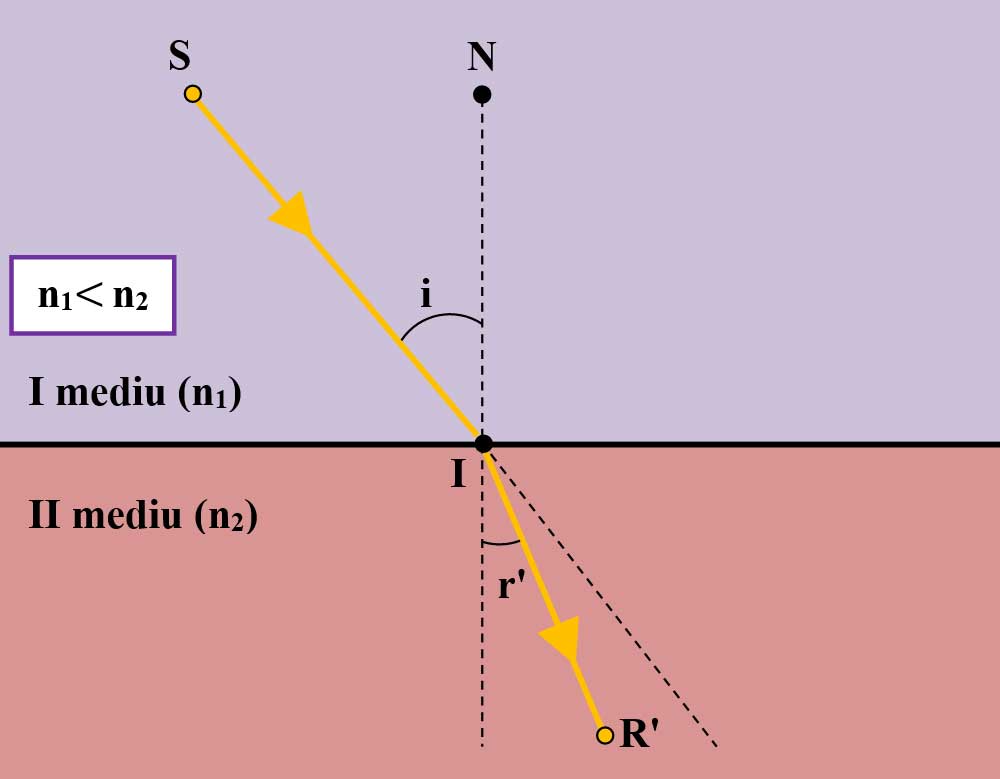 S
N
i
n₁< n₂
I mediu (n₁)
I
II mediu (n₂)
r'
R'